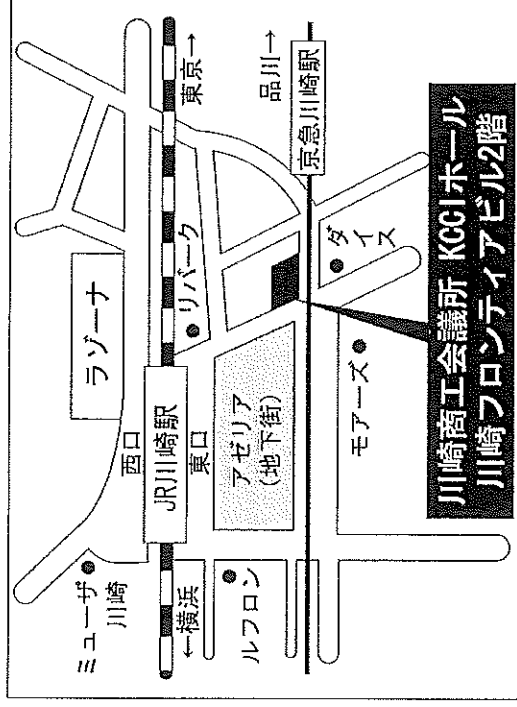 ミューザ
川崎
ラゾーナ
←横浜
西口
JR川崎駅
東口
東京→
リバーク
ルフロン
アゼリア
(地下街)
品川→
京急川崎駅
モアーズ
ダイス
川崎商工会議所 KCCIホール
川崎フロンティアビル2階